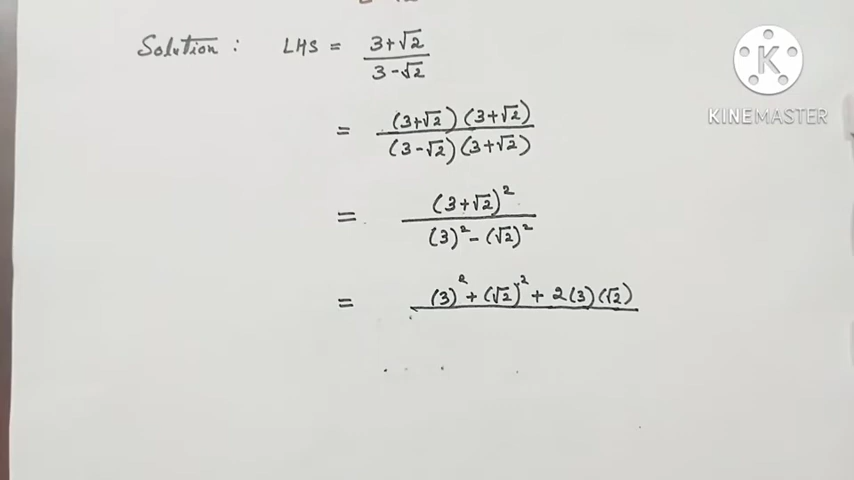 Solution : LHS = 3+√2 / 3-√2
= (3+√2) (3+√2) / (3-√2) (3+√2)
= (3+√2)² / (3)² - (√2)²
= (3)² + (√2)² + 2(3)(√2)
K
KINEMASTER